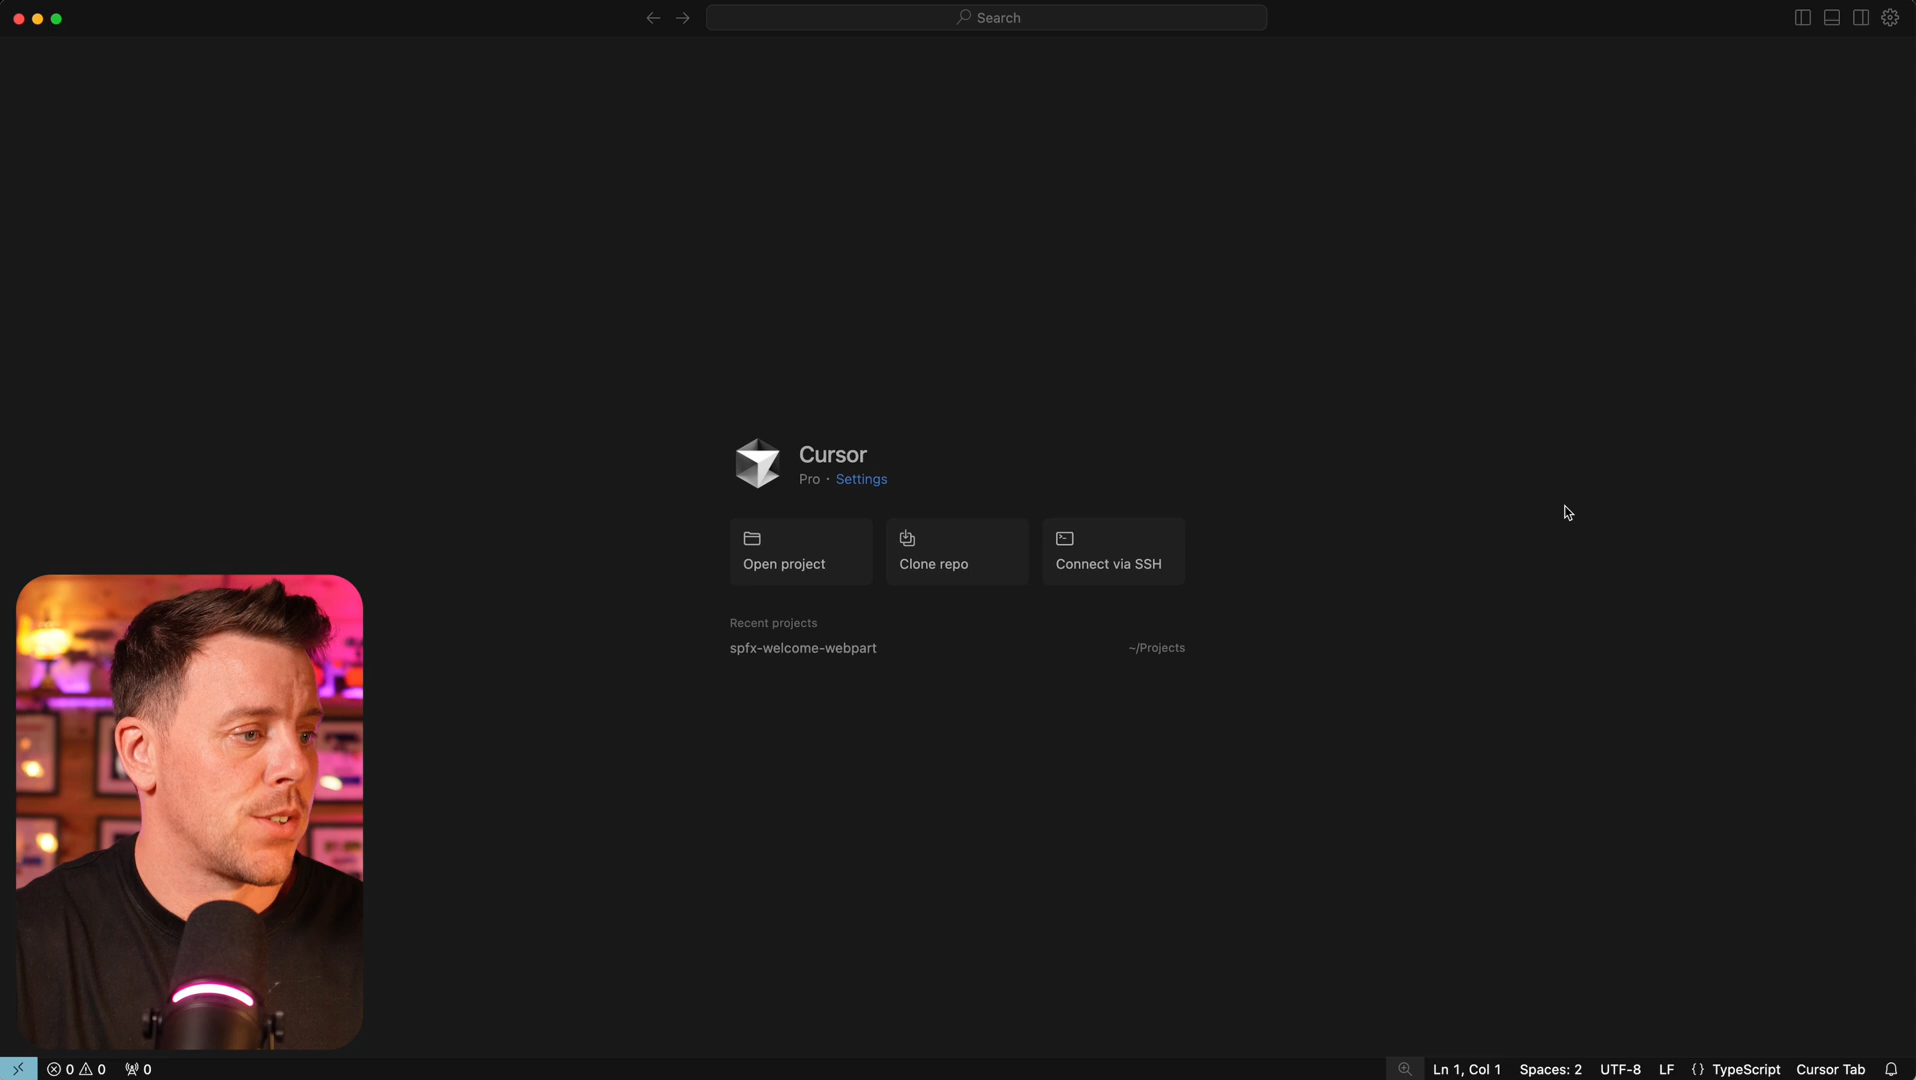 Search
Cursor
Pro · Settings
Open project
Clone repo
Connect via SSH
Recent projects
spfx-welcome-webpart ~/Projects
0 0 0 Ln 1, Col 1 Spaces: 2 UTF-8 LF {} TypeScript Cursor Tab